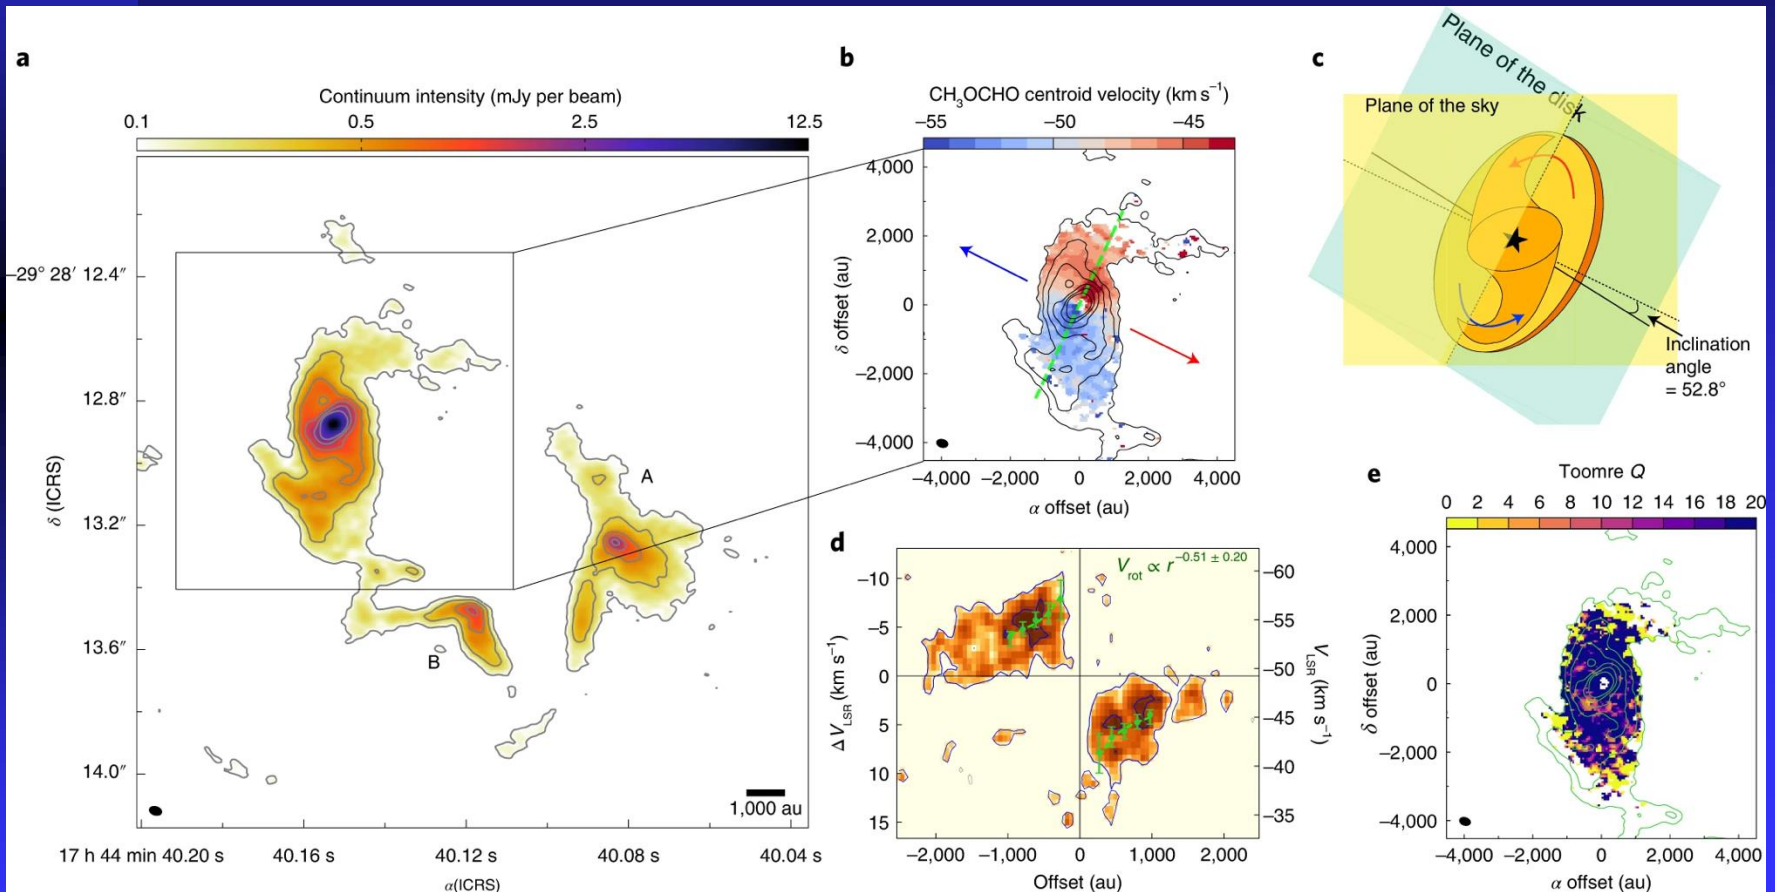 a
Continuum intensity (mJy per beam)
0.1 0.5 2.5 12.5
−29° 28′ 12.4″
12.8″
13.2″
13.6″
14.0″
δ (ICRS)
A
B
1,000 au
17 h 44 min 40.20 s 40.16 s 40.12 s 40.08 s 40.04 s
α(ICRS)
b
CH₃OCHO centroid velocity (km s⁻¹)
−55 −50 −45
4,000
2,000
0
−2,000
−4,000
δ offset (au)
−4,000 −2,000 0 2,000 4,000
α offset (au)
c
Plane of the disk
Plane of the sky
Inclination
angle
= 52.8°
d
V_rot ∝ r^−0.51 ± 0.20
−10
−5
0
5
10
15
ΔV_LSR (km s⁻¹)
−60
−55
−50
−45
−40
−35
V_LSR (km s⁻¹)
−2,000 −1,000 0 1,000 2,000
Offset (au)
e
Toomre Q
0 2 4 6 8 10 12 14 16 18 20
4,000
2,000
0
−2,000
−4,000
δ offset (au)
−4,000 −2,000 0 2,000 4,000
α offset (au)